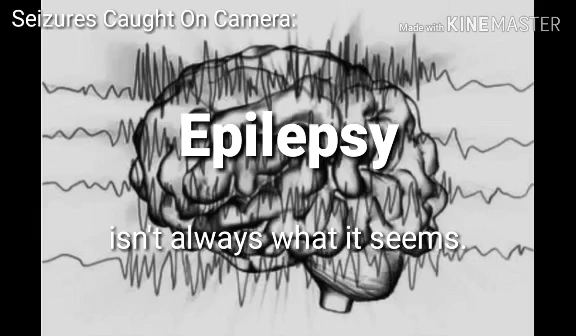 Seizures Caught On Camera:
Made with KINEMASTER
Epilepsy
isn't always what it seems.